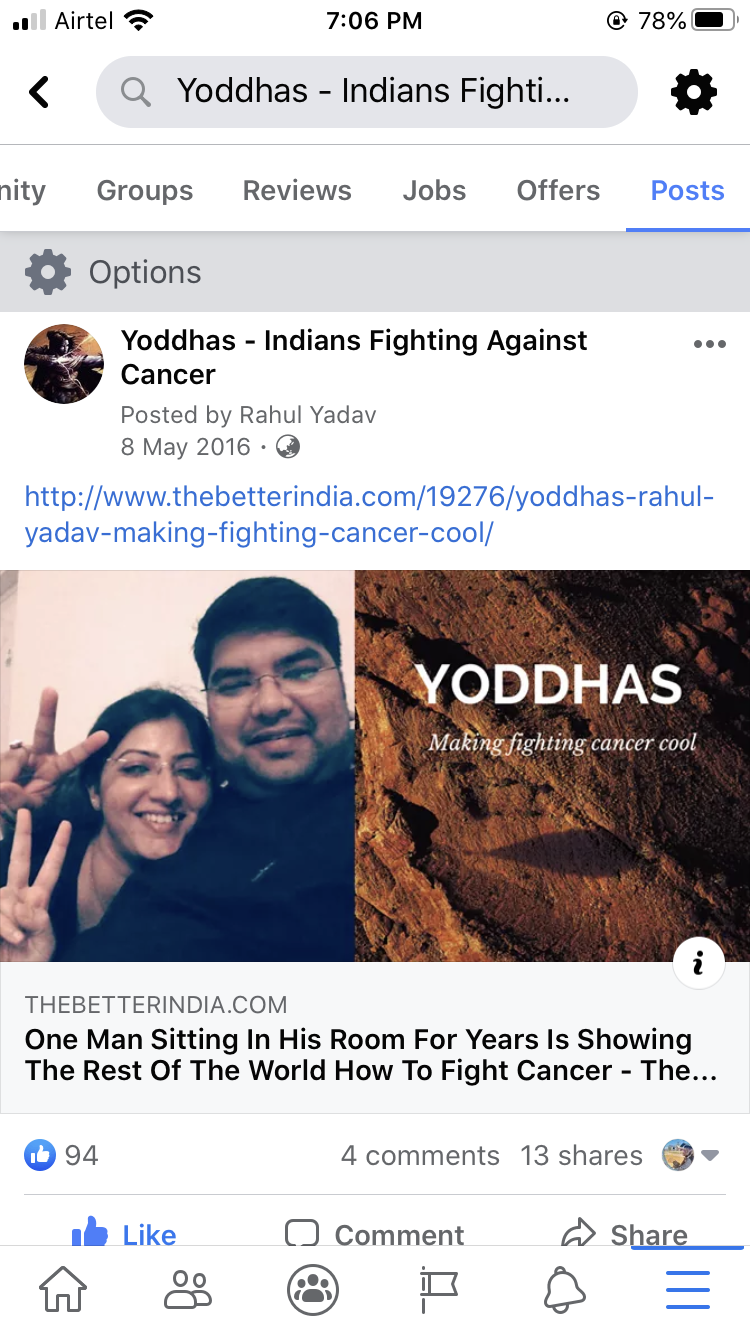 Airtel 7:06 PM 78%
Yoddhas - Indians Fighti...
nity Groups Reviews Jobs Offers Posts
Options
Yoddhas - Indians Fighting Against
Cancer
Posted by Rahul Yadav
8 May 2016 ·
http://www.thebetterindia.com/19276/yoddhas-rahul-
yadav-making-fighting-cancer-cool/
YODDHAS
Making fighting cancer cool
i
THEBETTERINDIA.COM
One Man Sitting In His Room For Years Is Showing
The Rest Of The World How To Fight Cancer - The...
94 4 comments 13 shares
Like Comment Share